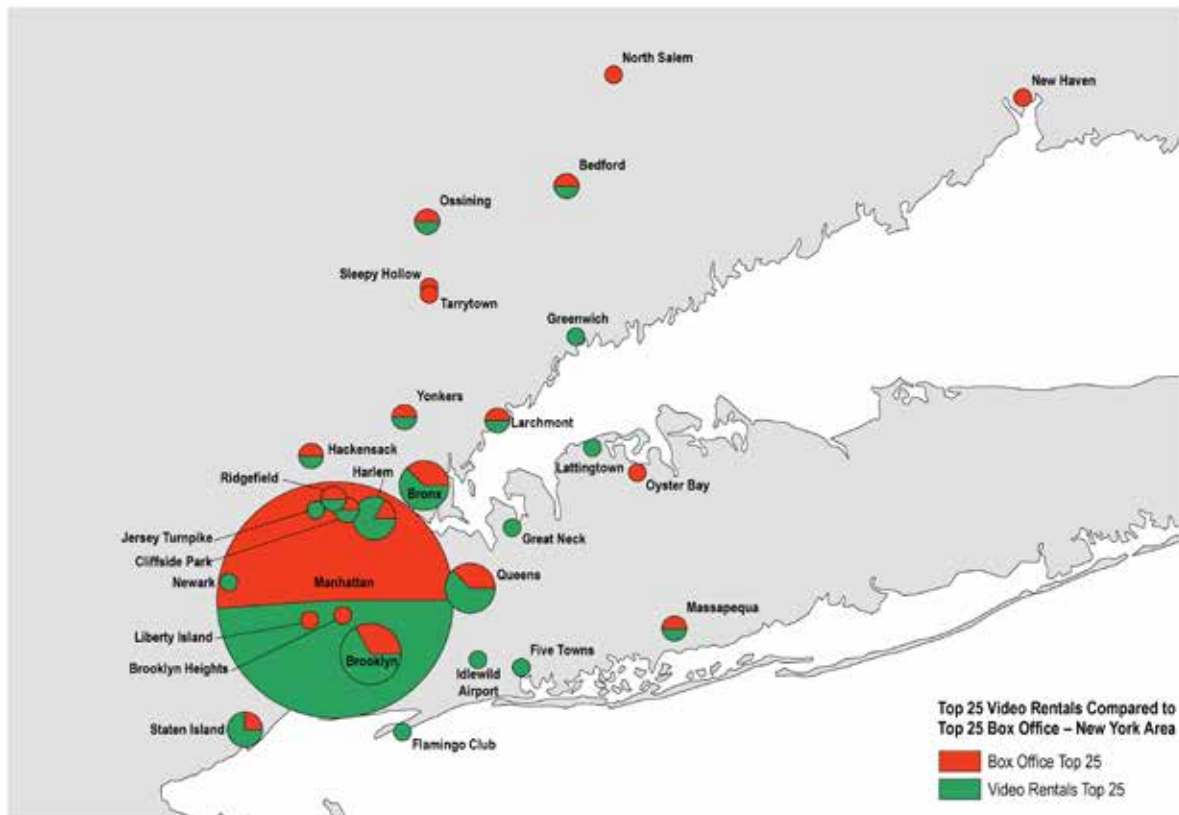 North Salem
New Haven
Bedford
Ossining
Sleepy Hollow
Tarrytown
Greenwich
Yonkers
Larchmont
Hackensack
Harlem
Ridgefield
Bronx
Lattingtown
Oyster Bay
Jersey Turnpike
Great Neck
Cliffside Park
Newark
Manhattan
Queens
Massapequa
Liberty Island
Brooklyn Heights
Brooklyn
Five Towns
Idlewild
Airport
Staten Island
Flamingo Club
Top 25 Video Rentals Compared to
Top 25 Box Office – New York Area
Box Office Top 25
Video Rentals Top 25